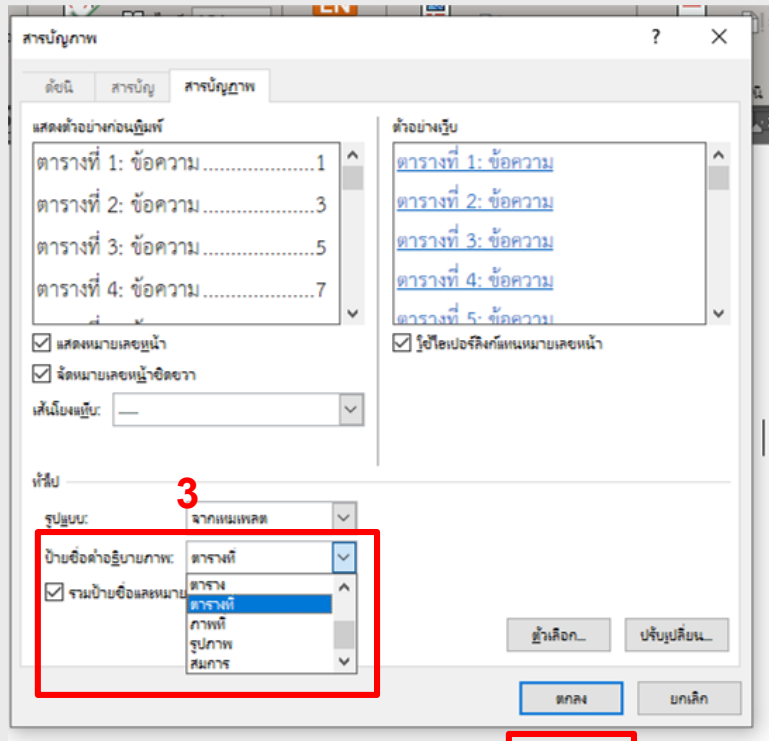 EN
สารบัญภาพ
?
ดัชนี สารบัญ สารบัญภาพ
แสดงตัวอย่างก่อนพิมพ์
ตารางที่ 1: ข้อความ...................1
ตารางที่ 2: ข้อความ...................3
ตารางที่ 3: ข้อความ...................5
ตารางที่ 4: ข้อความ...................7
ตัวอย่างเว็บ
ตารางที่ 1: ข้อความ
ตารางที่ 2: ข้อความ
ตารางที่ 3: ข้อความ
ตารางที่ 4: ข้อความ
ตารางที่ 5: ข้อความ
แสดงหมายเลขหน้า
จัดหมายเลขหน้าชิดขวา
เส้นโยงแท็บ:
ใช้ไฮเปอร์ลิงก์แทนหมายเลขหน้า
ทั่วไป
3
รูปแบบ: จากเทมเพลต
ป้ายชื่อคำอธิบายภาพ: ตารางที่
รวมป้ายชื่อและหมาย
ตาราง
ตารางที่
ภาพที่
รูปภาพ
สมการ
ตัวเลือก... ปรับเปลี่ยน...
ตกลง ยกเลิก